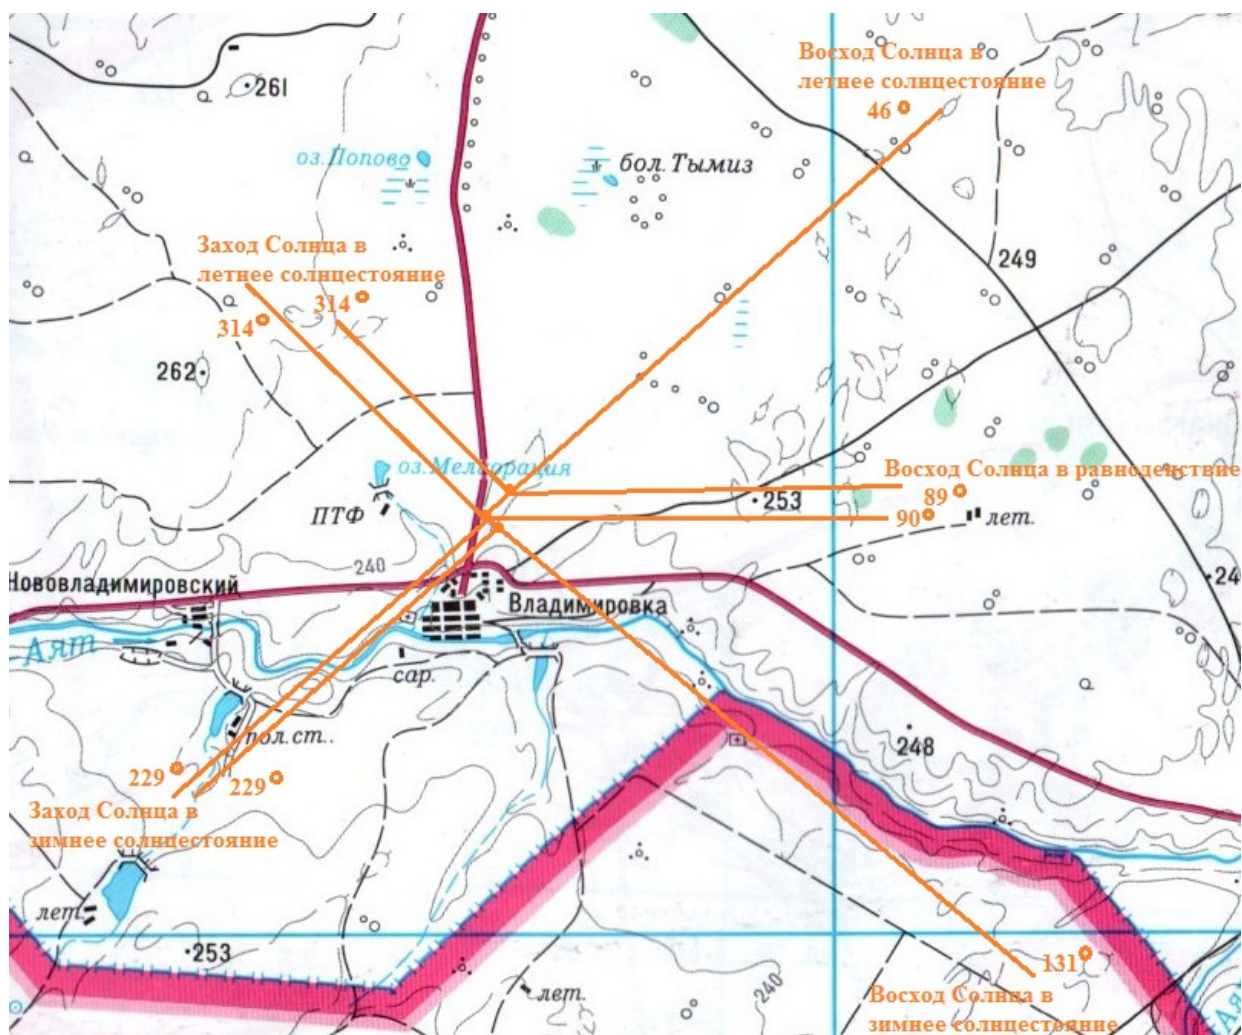 Восход Солнца в
летнее солнцестояние
46°
261
оз. Попово
бол. Тымиз
Заход Солнца в
летнее солнцестояние
314°
314°
249
262
оз. Мелиорация
Восход Солнца в равноденствие
89°
253
90°
лет.
ПТФ
240
Нововладимировский
Владимировка
Аят
сар.
пол.ст..
248
229°
229°
Заход Солнца в
зимнее солнцестояние
лет.
253
131°
лет.
240
Восход Солнца в
зимнее солнцестояние